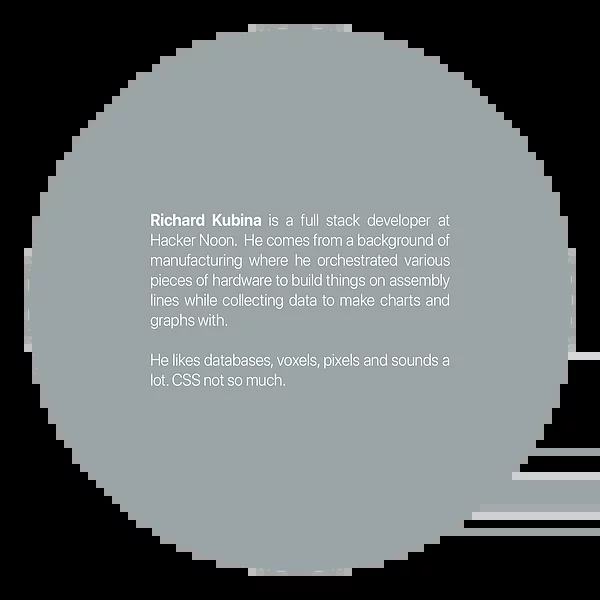 Richard Kubina is a full stack developer at
Hacker Noon. He comes from a background of
manufacturing where he orchestrated various
pieces of hardware to build things on assembly
lines while collecting data to make charts and
graphs with.
He likes databases, voxels, pixels and sounds a
lot. CSS not so much.